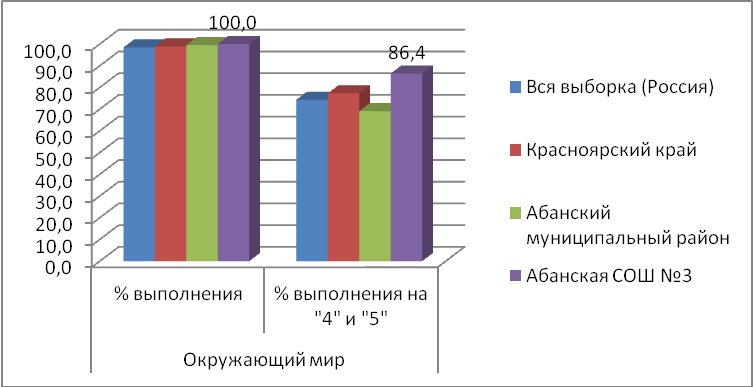 100,0
86,4
100,0
90,0
80,0
70,0
60,0
50,0
40,0
30,0
20,0
10,0
0,0
% выполнения
% выполнения на
"4" и "5"
Окружающий мир
Вся выборка (Россия)
Красноярский край
Абанский
муниципальный район
Абанская СОШ №3